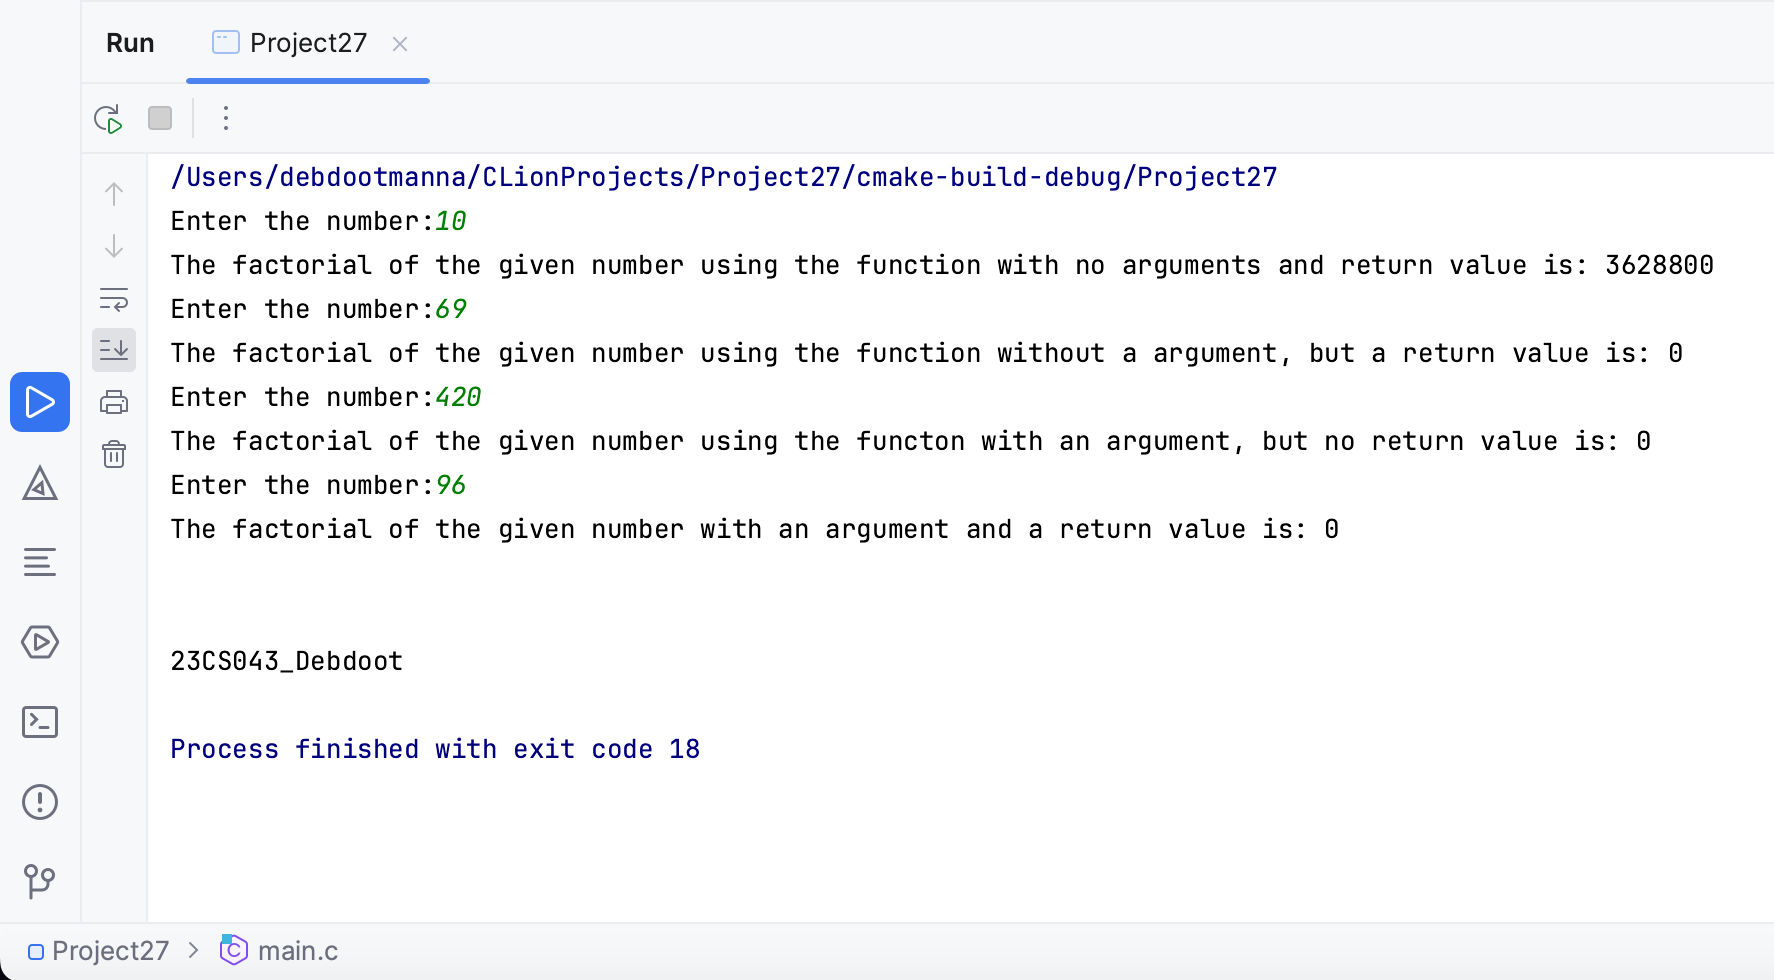 Run Project27
/Users/debdootmanna/CLionProjects/Project27/cmake-build-debug/Project27
Enter the number:10
The factorial of the given number using the function with no arguments and return value is: 3628800
Enter the number:69
The factorial of the given number using the function without a argument, but a return value is: 0
Enter the number:420
The factorial of the given number using the functon with an argument, but no return value is: 0
Enter the number:96
The factorial of the given number with an argument and a return value is: 0
23CS043_Debdoot
Process finished with exit code 18
Project27 > main.c